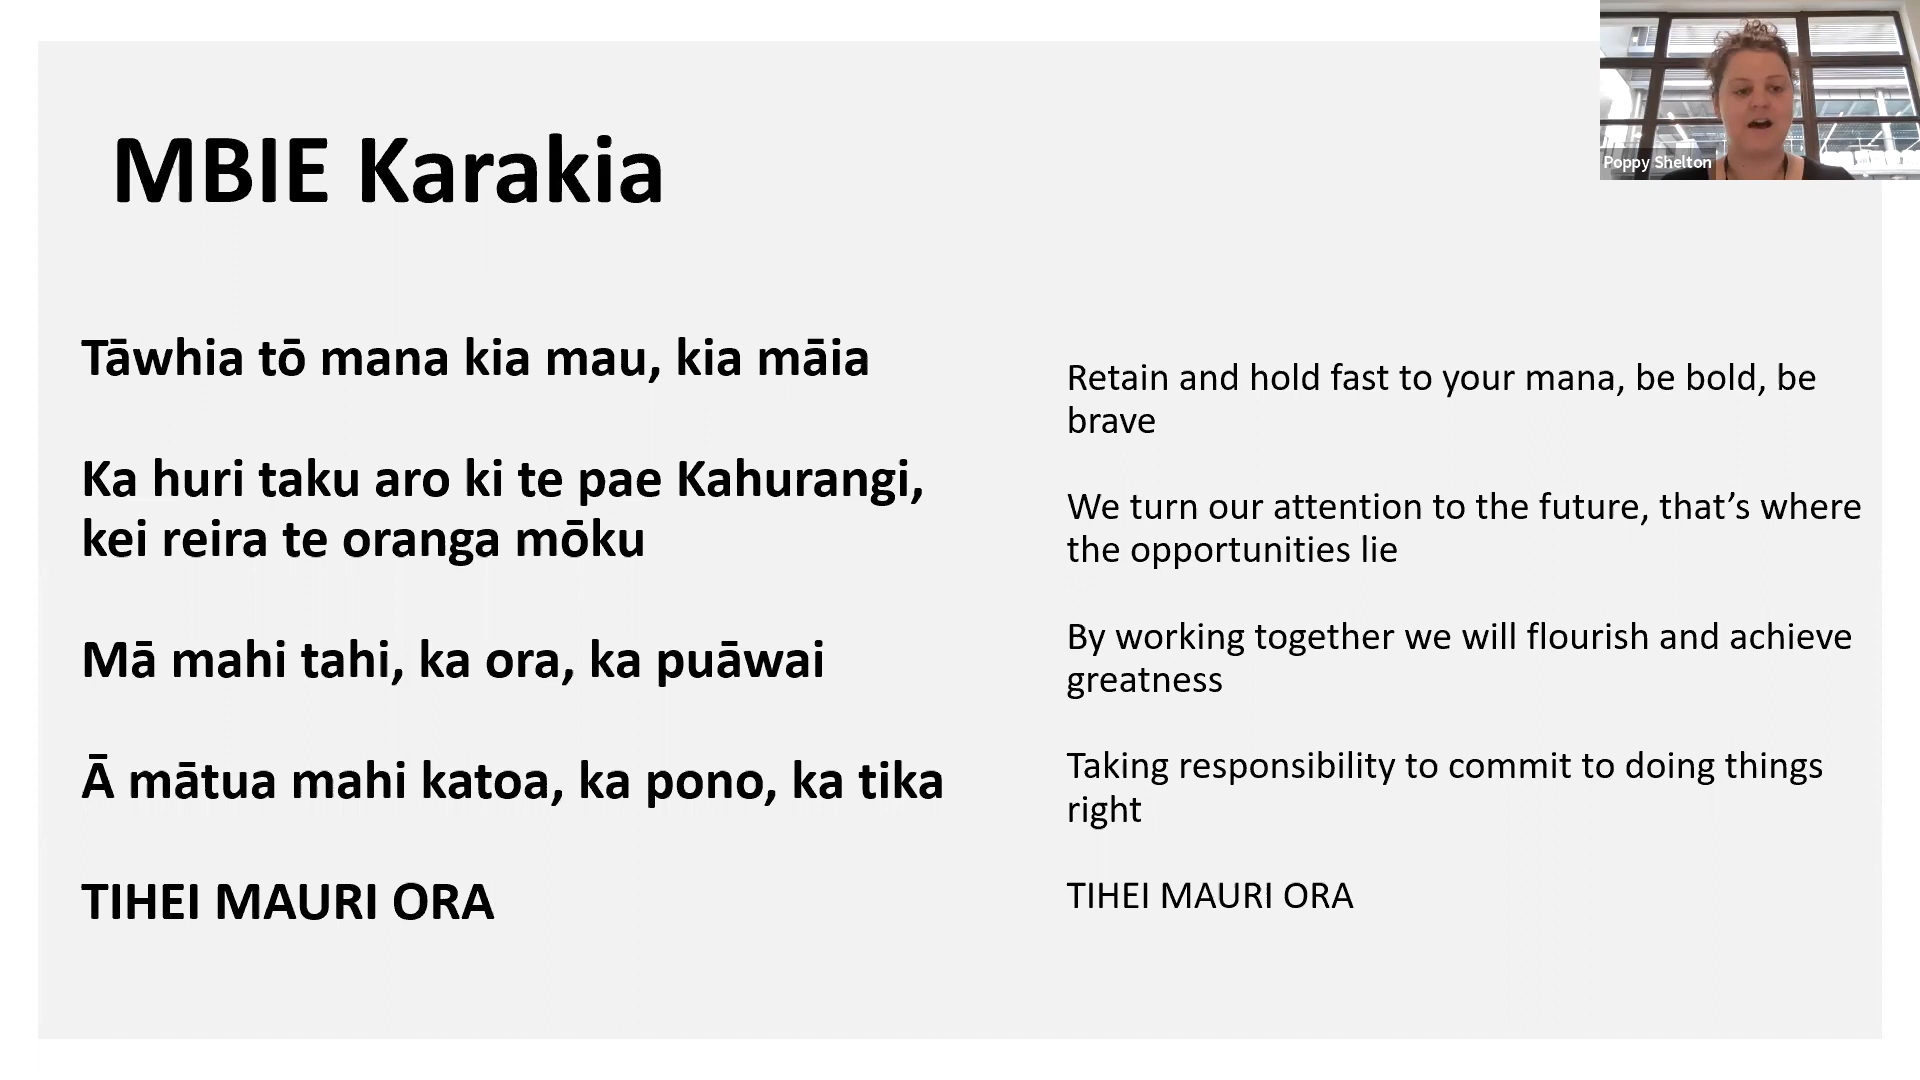 MBIE Karakia
Poppy Shelton
Tāwhia tō mana kia mau, kia māia
Ka huri taku aro ki te pae Kahurangi,
kei reira te oranga mōku
Mā mahi tahi, ka ora, ka puāwai
Ā mātua mahi katoa, ka pono, ka tika
TIHEI MAURI ORA
Retain and hold fast to your mana, be bold, be
brave
We turn our attention to the future, that’s where
the opportunities lie
By working together we will flourish and achieve
greatness
Taking responsibility to commit to doing things
right
TIHEI MAURI ORA